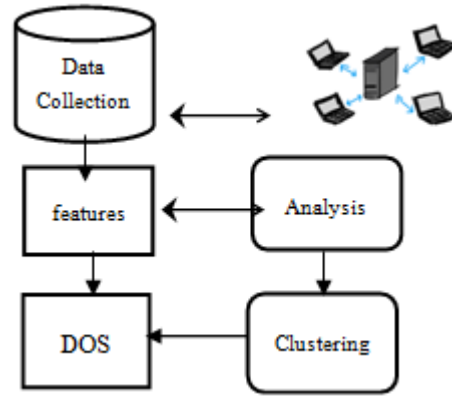 Data
Collection
features
Analysis
DOS
Clustering